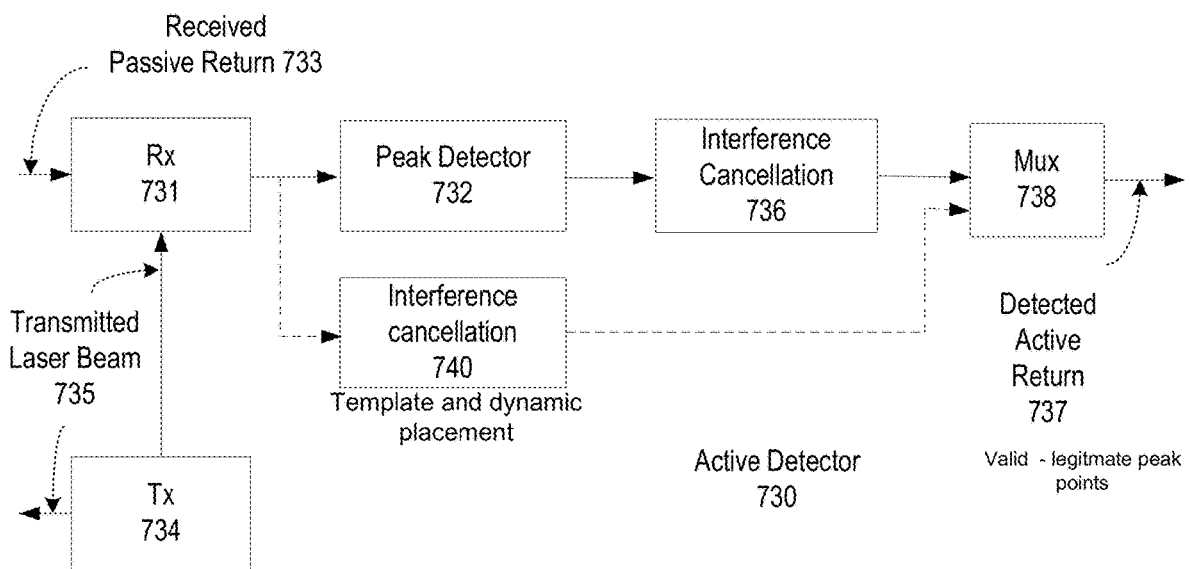 Received
Passive Return 733
Rx
731
Peak Detector
732
Interference
Cancellation
736
Mux
738
Transmitted
Laser Beam
735
Interference
cancellation
740
Template and dynamic
placement
Detected
Active
Return
737
Valid - legitmate peak
points
Active Detector
730
Tx
734